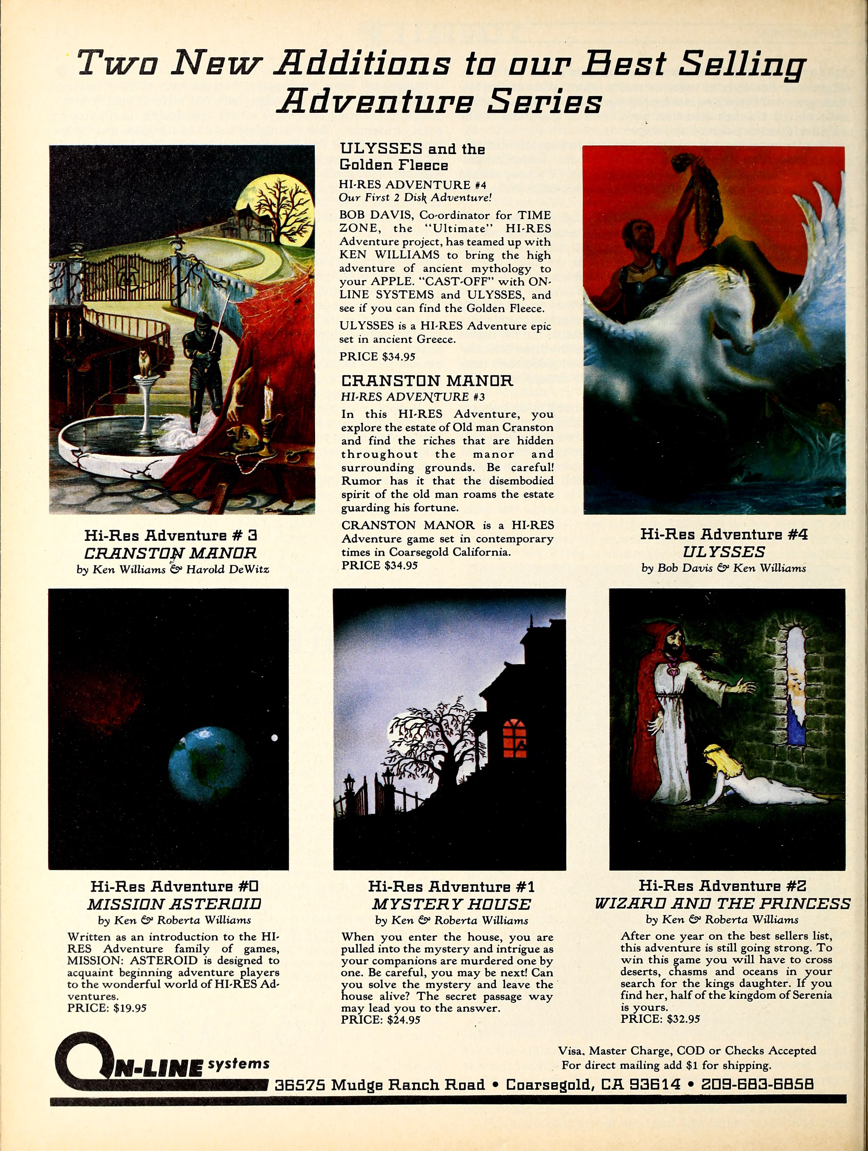 Two New Additions to our Best Selling
Adventure Series
ULYSSES and the
Golden Fleece
HI-RES ADVENTURE #4
Our First 2 Disk Adventure!
BOB DAVIS, Co-ordinator for TIME
ZONE, the "Ultimate" HI-RES
Adventure project, has teamed up with
KEN WILLIAMS to bring the high
adventure of ancient mythology to
your APPLE. "CAST-OFF" with ON-
LINE SYSTEMS and ULYSSES, and
see if you can find the Golden Fleece.
ULYSSES is a HI-RES Adventure epic
set in ancient Greece.
PRICE $34.95
CRANSTON MANOR
HI-RES ADVENTURE #3
In this HI-RES Adventure, you
explore the estate of Old man Cranston
and find the riches that are hidden
throughout the manor and
surrounding grounds. Be careful!
Rumor has it that the disembodied
spirit of the old man roams the estate
guarding his fortune.
CRANSTON MANOR is a HI-RES
Adventure game set in contemporary
times in Coarsegold California.
PRICE $34.95
Hi-Res Adventure # 3
CRANSTON MANOR
by Ken Williams & Harold DeWitz
Hi-Res Adventure #4
ULYSSES
by Bob Davis & Ken Williams
Hi-Res Adventure #0
MISSION ASTEROID
by Ken & Roberta Williams
Written as an introduction to the HI-
RES Adventure family of games,
MISSION: ASTEROID is designed to
acquaint beginning adventure players
to the wonderful world of HI-RES Ad-
ventures.
PRICE: $19.95
Hi-Res Adventure #1
MYSTERY HOUSE
by Ken & Roberta Williams
When you enter the house, you are
pulled into the mystery and intrigue as
your companions are murdered one by
one. Be careful, you may be next! Can
you solve the mystery and leave the
house alive? The secret passage way
may lead you to the answer.
PRICE: $24.95
Hi-Res Adventure #2
WIZARD AND THE PRINCESS
by Ken & Roberta Williams
After one year on the best sellers list,
this adventure is still going strong. To
win this game you will have to cross
deserts, chasms and oceans in your
search for the kings daughter. If you
find her, half of the kingdom of Serenia
is yours.
PRICE: $32.95
ON-LINE systems
Visa, Master Charge, COD or Checks Accepted
For direct mailing add $1 for shipping.
36575 Mudge Ranch Road • Coarsegold, CA 93614 • 209-683-6858